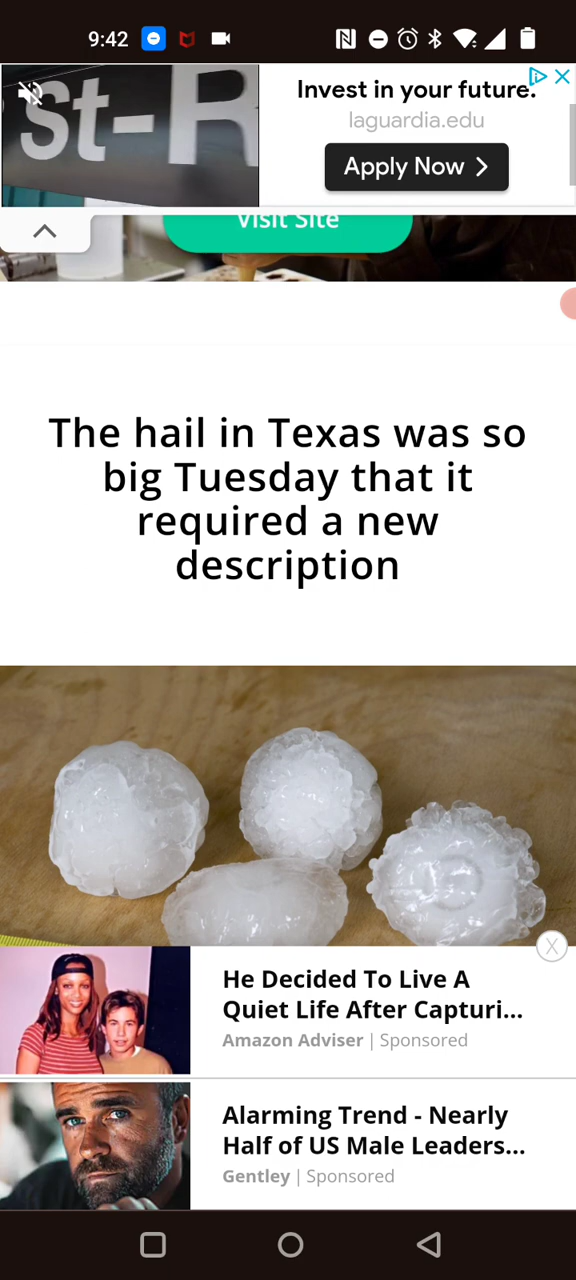 9:42
St-R
Invest in your future.
laguardia.edu
Apply Now >
Visit Site
The hail in Texas was so
big Tuesday that it
required a new
description
X
He Decided To Live A
Quiet Life After Capturi...
Amazon Adviser | Sponsored
Alarming Trend - Nearly
Half of US Male Leaders...
Gentley | Sponsored